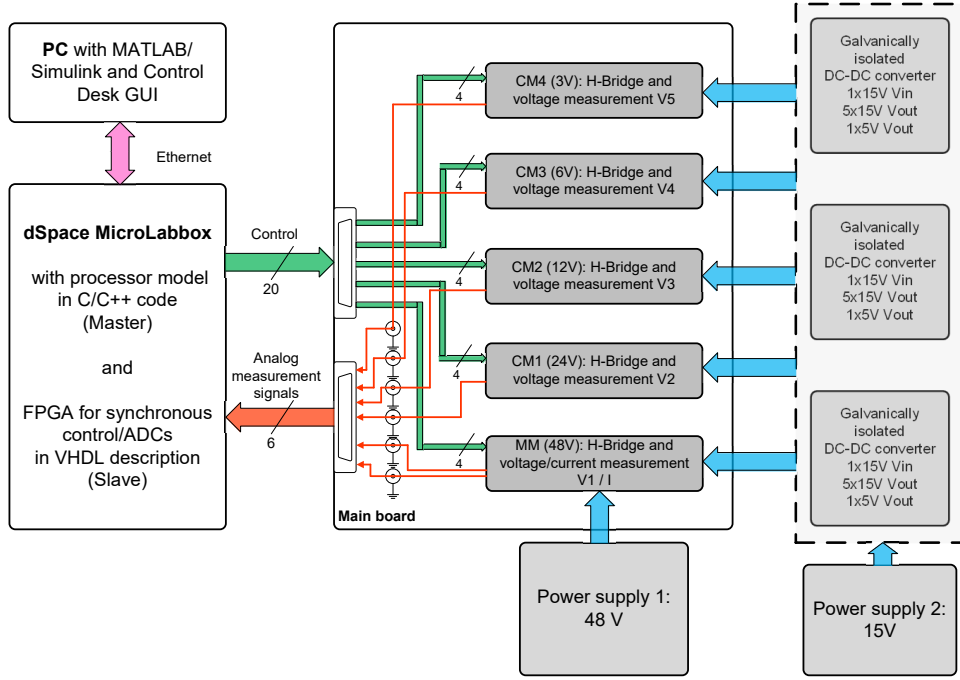 PC with MATLAB/
Simulink and Control
Desk GUI
Ethernet
dSpace MicroLabbox
with processor model
in C/C++ code
(Master)
and
FPGA for synchronous
control/ADCs
in VHDL description
(Slave)
Control
20
Analog
measurement
signals
6
4
CM4 (3V): H-Bridge and
voltage measurement V5
4
CM3 (6V): H-Bridge and
voltage measurement V4
4
CM2 (12V): H-Bridge and
voltage measurement V3
4
CM1 (24V): H-Bridge and
voltage measurement V2
4
MM (48V): H-Bridge and
voltage/current measurement
V1 / I
Main board
Power supply 1:
48 V
Galvanically
isolated
DC-DC converter
1x15V Vin
5x15V Vout
1x5V Vout
Galvanically
isolated
DC-DC converter
1x15V Vin
5x15V Vout
1x5V Vout
Galvanically
isolated
DC-DC converter
1x15V Vin
5x15V Vout
1x5V Vout
Power supply 2:
15V